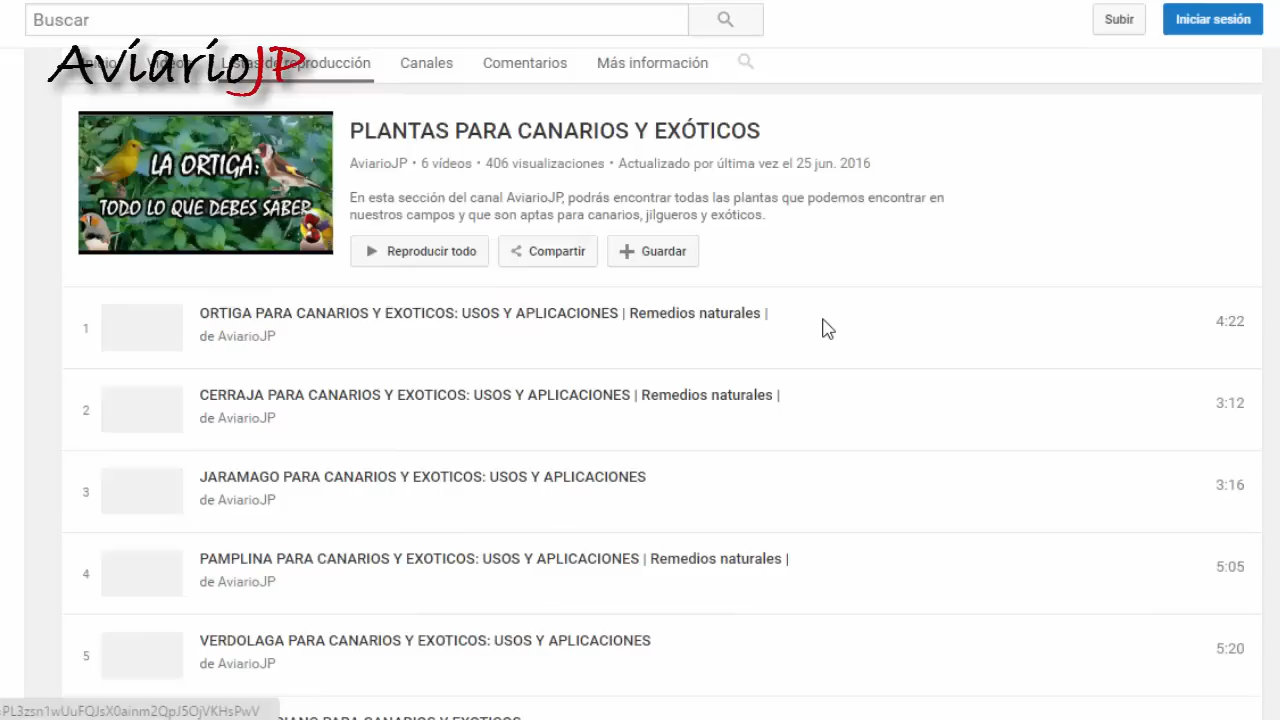 Buscar
Subir
Iniciar sesión
AviarioJP
Listas de reproducción
Canales
Comentarios
Más información
LA ORTIGA:
TODO LO QUE DEBES SABER
PLANTAS PARA CANARIOS Y EXÓTICOS
AviarioJP • 6 vídeos • 406 visualizaciones • Actualizado por última vez el 25 jun. 2016
En esta sección del canal AviarioJP, podrás encontrar todas las plantas que podemos encontrar en
nuestros campos y que son aptas para canarios, jilgueros y exóticos.
Reproducir todo
Compartir
Guardar
1
ORTIGA PARA CANARIOS Y EXOTICOS: USOS Y APLICACIONES | Remedios naturales |
de AviarioJP
4:22
2
CERRAJA PARA CANARIOS Y EXOTICOS: USOS Y APLICACIONES | Remedios naturales |
de AviarioJP
3:12
3
JARAMAGO PARA CANARIOS Y EXOTICOS: USOS Y APLICACIONES
de AviarioJP
3:16
4
PAMPLINA PARA CANARIOS Y EXOTICOS: USOS Y APLICACIONES | Remedios naturales |
de AviarioJP
5:05
5
VERDOLAGA PARA CANARIOS Y EXOTICOS: USOS Y APLICACIONES
de AviarioJP
5:20